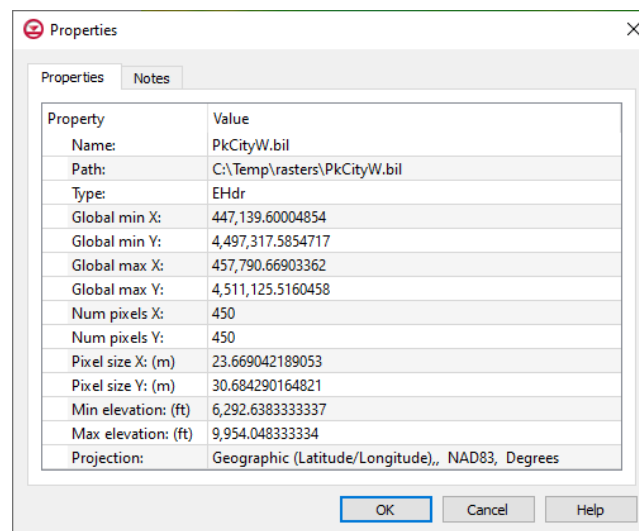 Properties
Properties Notes
Property Value
Name: PkCityW.bil
Path: C:\Temp\rasters\PkCityW.bil
Type: EHdr
Global min X: 447,139.60004854
Global min Y: 4,497,317.5854717
Global max X: 457,790.66903362
Global max Y: 4,511,125.5160458
Num pixels X: 450
Num pixels Y: 450
Pixel size X: (m) 23.669042189053
Pixel size Y: (m) 30.684290164821
Min elevation: (ft) 6,292.6383333337
Max elevation: (ft) 9,954.048333334
Projection: Geographic (Latitude/Longitude),, NAD83, Degrees
OK Cancel Help